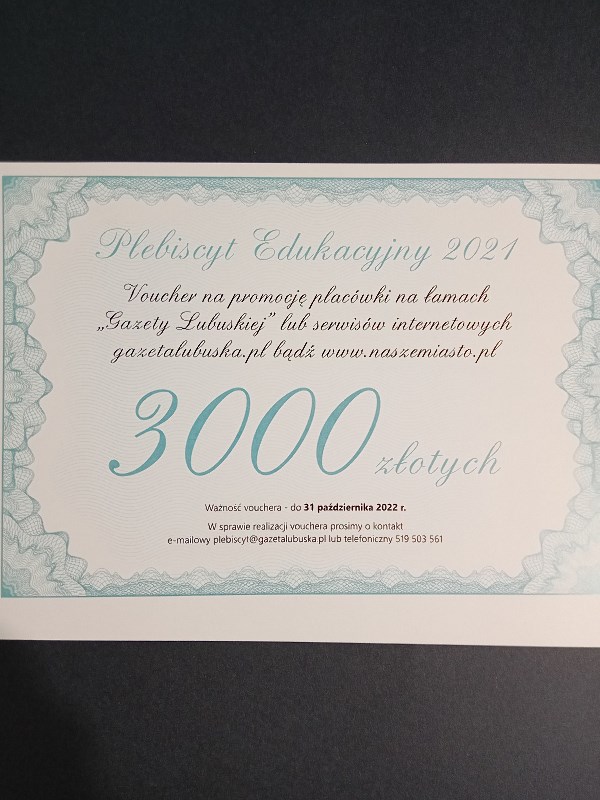 Plebiscyt Edukacyjny 2021
Voucher na promocję placówki na łamach
„Gazety Lubuskiej” lub serwisów internetowych
gazetalubuska.pl bądź www.naszemiasto.pl
3000 złotych
Ważność vouchera - do 31 października 2022 r.
W sprawie realizacji vouchera prosimy o kontakt
e-mailowy plebiscyt@gazetalubuska.pl lub telefoniczny 519 503 561